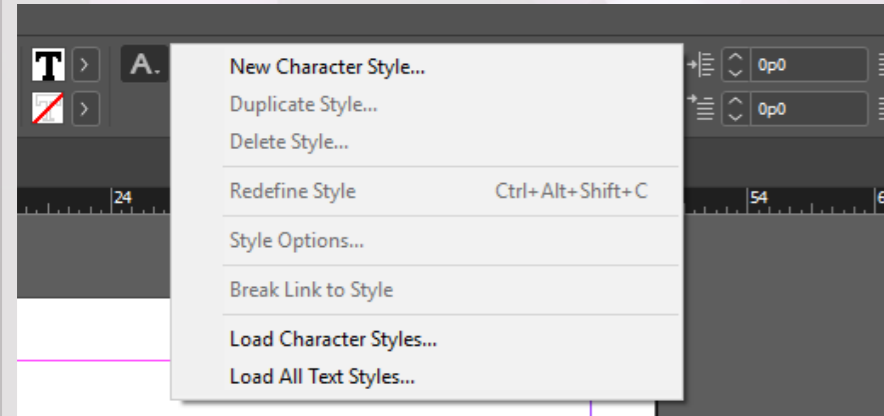 T
A.
T
New Character Style...
Duplicate Style...
Delete Style...
Redefine Style Ctrl+Alt+Shift+C
Style Options...
Break Link to Style
Load Character Styles...
Load All Text Styles...
0p0
0p0
24
54
6